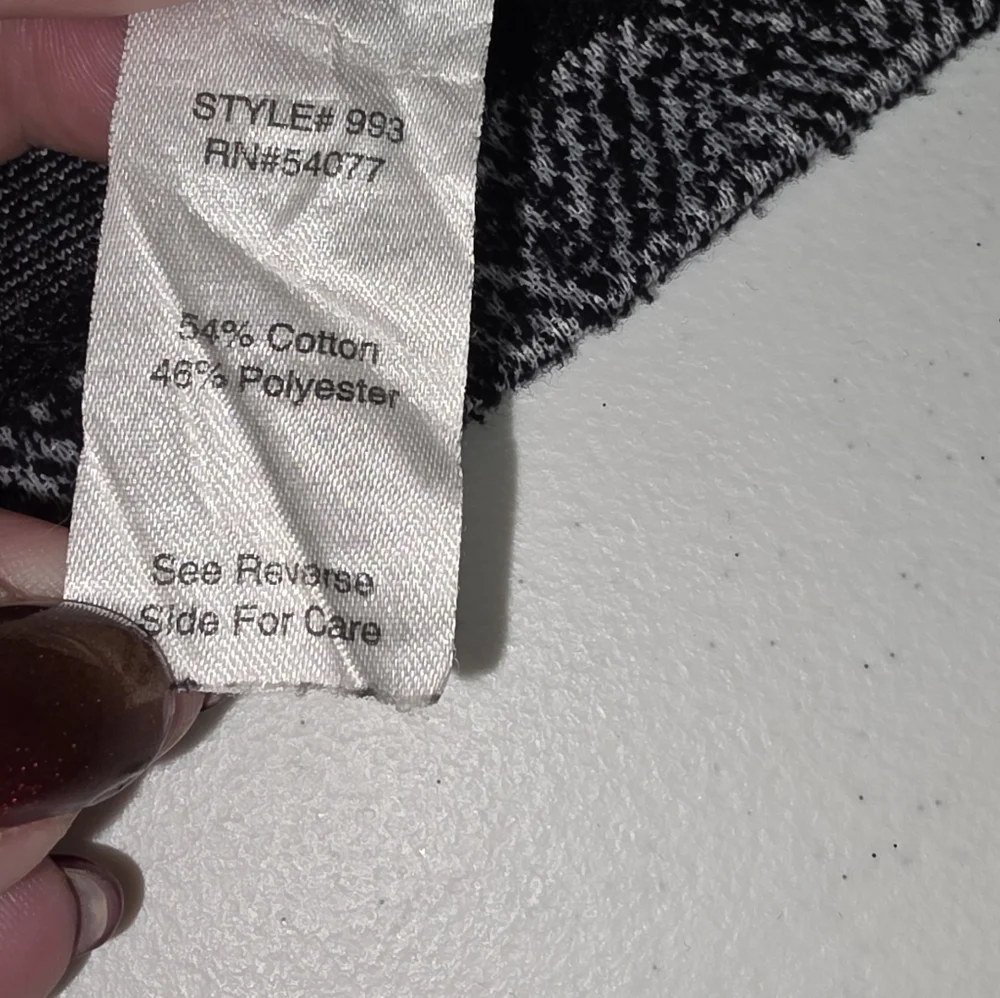 STYLE# 993
RN#54077
54% Cotton
46% Polyester
See Reverse
Side For Care